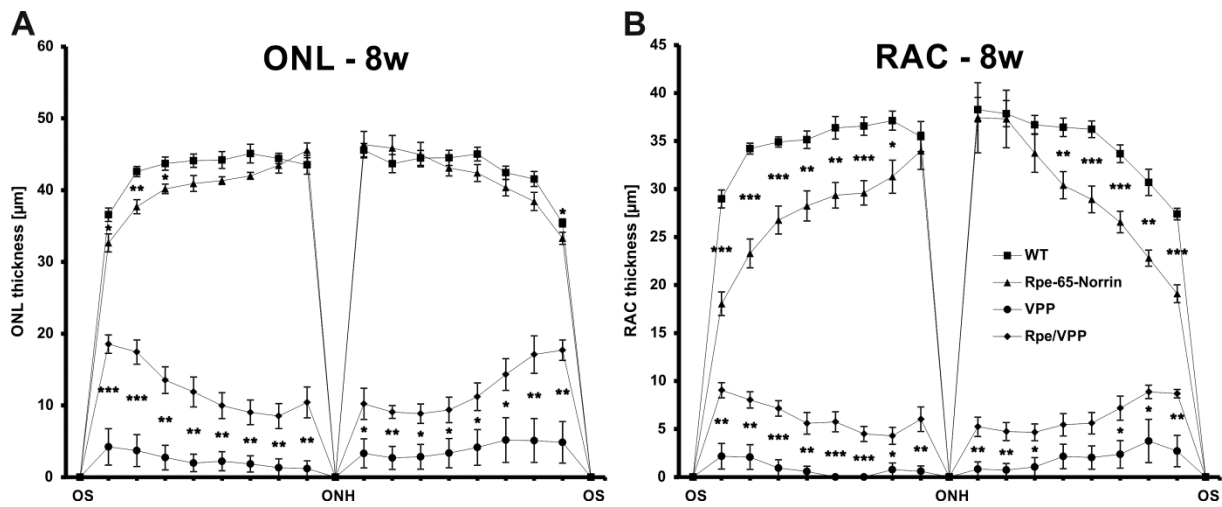 A
ONL - 8w
ONL thickness [µm]
60
50
40
30
20
10
0
** *
*
*
*** *** ** ** ** ** ** **
* ** * * * * ** **
OS ONH OS
B
RAC - 8w
RAC thickness [µm]
45
40
35
30
25
20
15
10
5
0
*** *** *** ** ** *** *
** *** *** ** ***
WT
Rpe-65-Norrin
VPP
Rpe/VPP
** ** *** ** *** *** * **
** ** * * * **
OS ONH OS